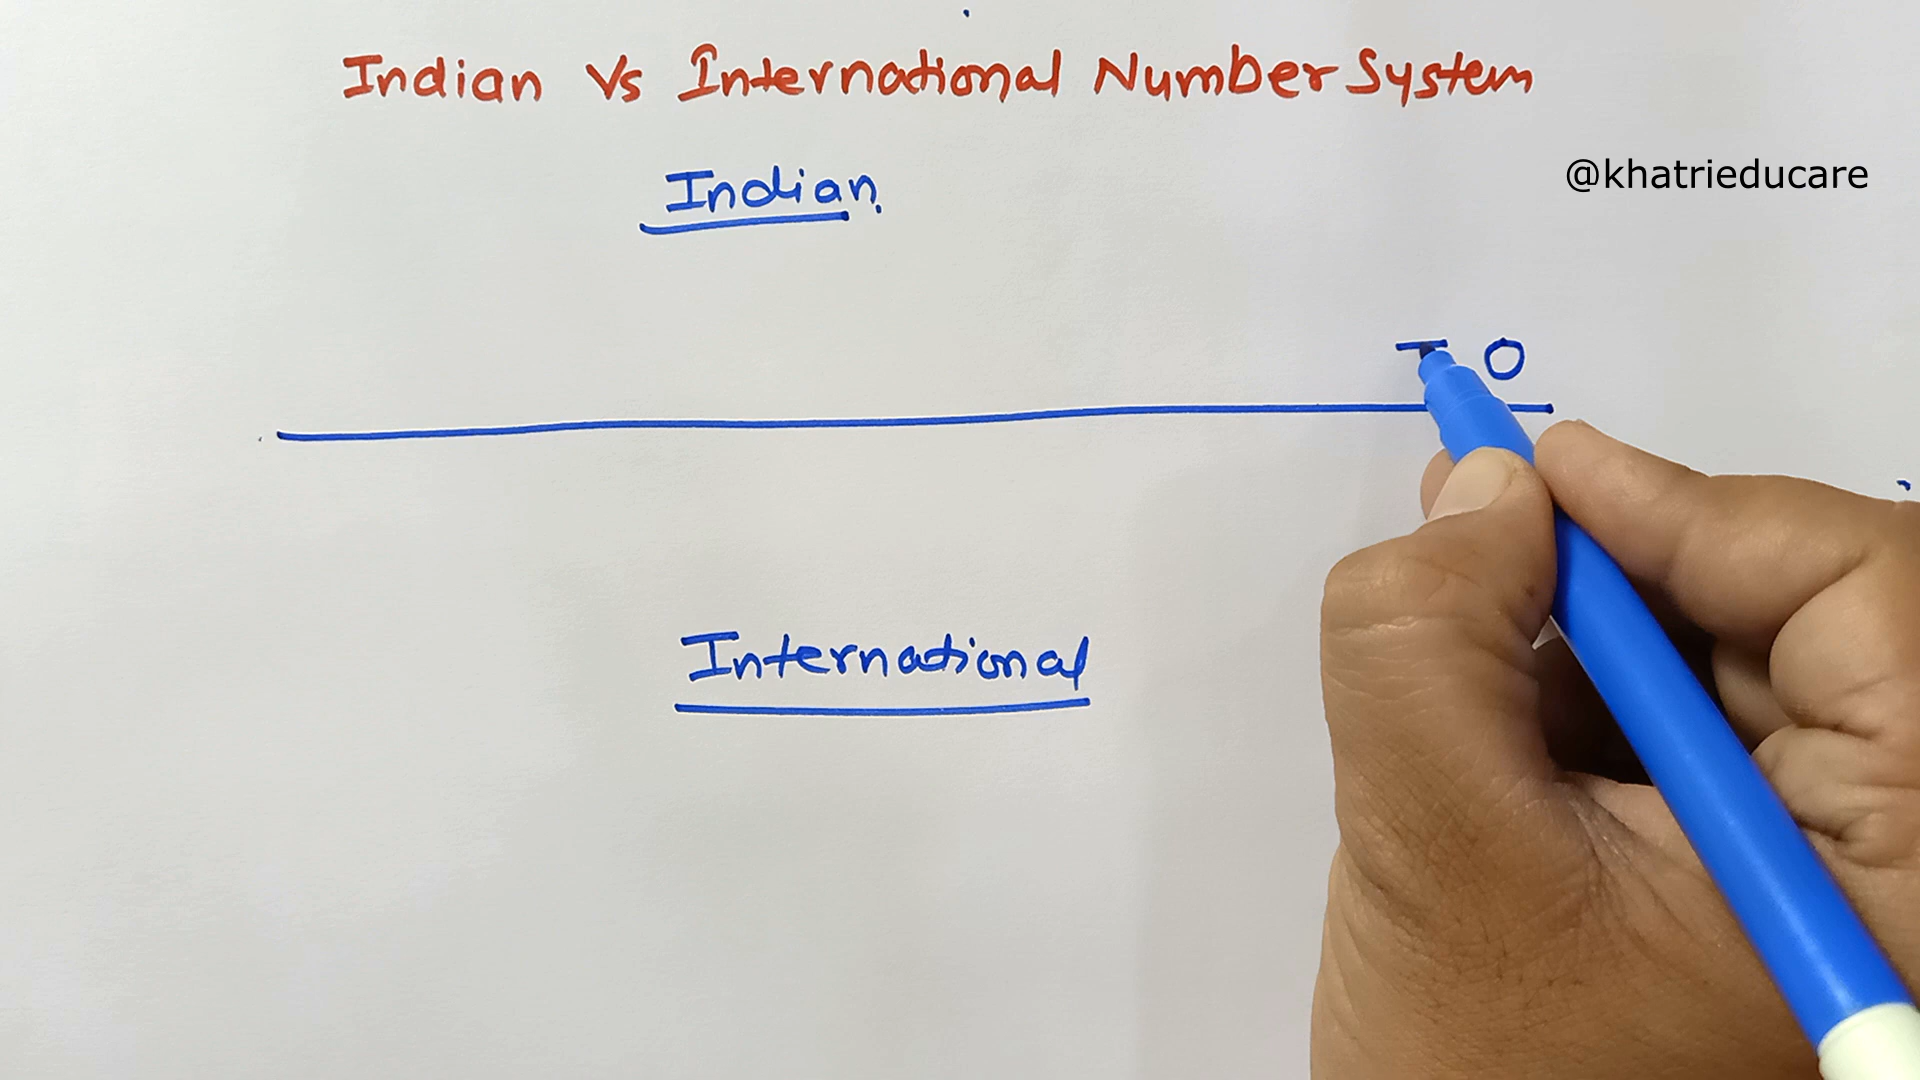 Indian Vs International Number System
@khatrieducare
Indian
T O
International